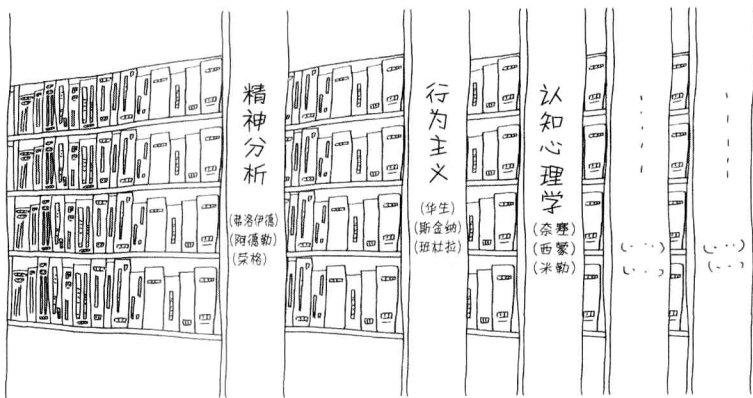 精神分析
(弗洛伊德)
(阿德勒)
(荣格)
行为主义
(华生)
(斯金纳)
(班杜拉)
认知心理学
(奈塞)
(西蒙)
(米勒)
(····)
(····)
(····)
(····)